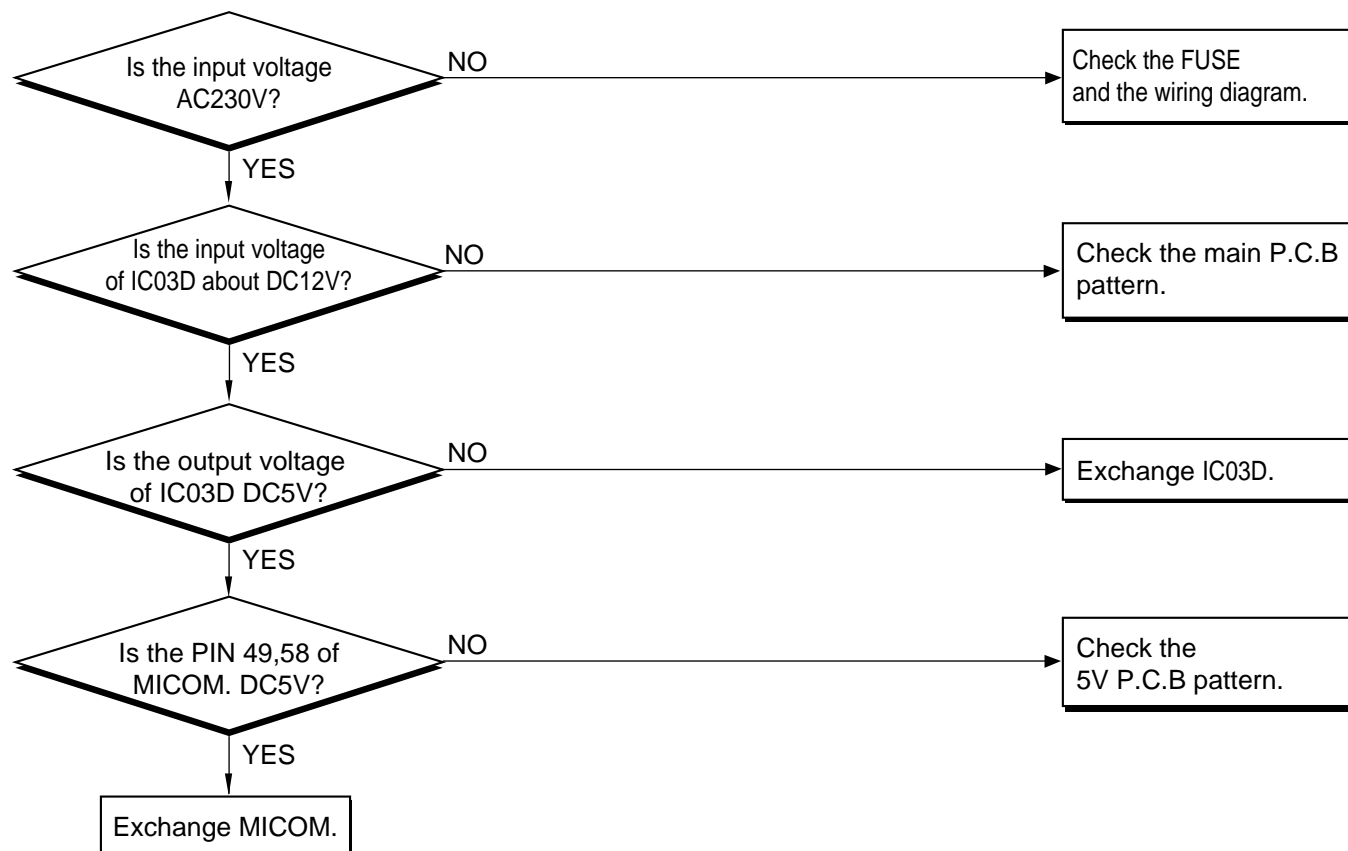 Is the input voltage
AC230V?
NO
Check the FUSE
and the wiring diagram.
YES
Is the input voltage
of IC03D about DC12V?
NO
Check the main P.C.B
pattern.
YES
Is the output voltage
of IC03D DC5V?
NO
Exchange IC03D.
YES
Is the PIN 49,58 of
MICOM. DC5V?
NO
Check the
5V P.C.B pattern.
YES
Exchange MICOM.